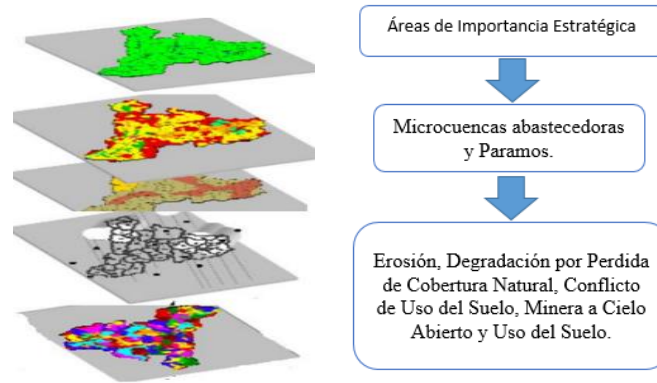 Áreas de Importancia Estratégica
Microcuencas abastecedoras
y Paramos.
Erosión, Degradación por Perdida
de Cobertura Natural, Conflicto
de Uso del Suelo, Minera a Cielo
Abierto y Uso del Suelo.